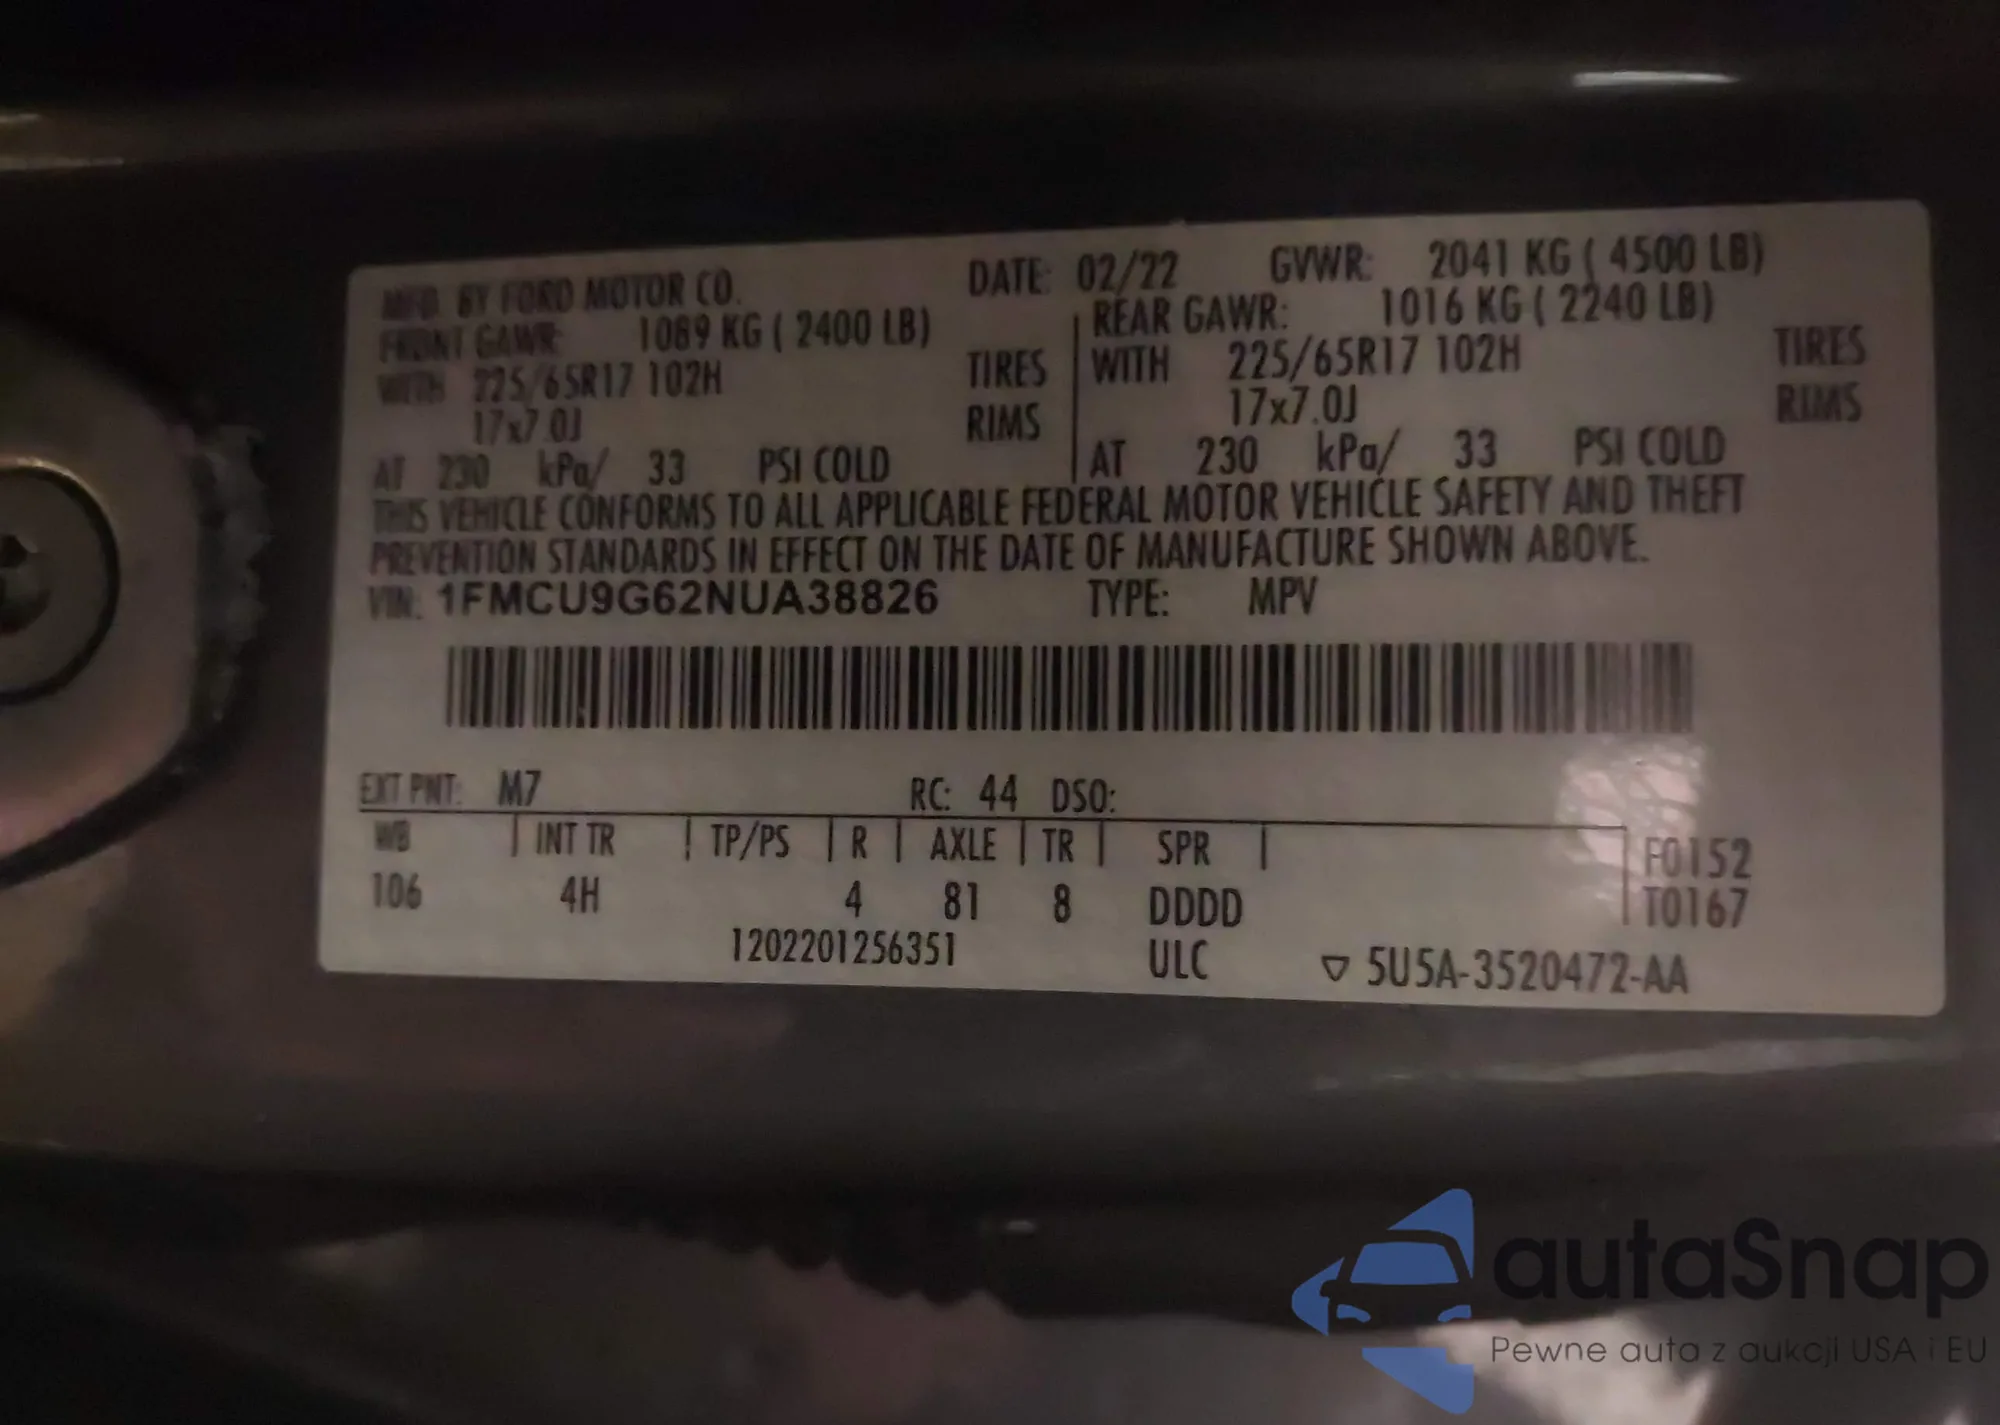 MFD. BY FORD MOTOR CO. DATE: 02/22 GVWR: 2041 KG ( 4500 LB)
FRONT GAWR: 1089 KG ( 2400 LB) REAR GAWR: 1016 KG ( 2240 LB)
WITH 225/65R17 102H TIRES WITH 225/65R17 102H TIRES
17x7.0J RIMS 17x7.0J RIMS
AT 230 kPa/ 33 PSI COLD AT 230 kPa/ 33 PSI COLD
THIS VEHICLE CONFORMS TO ALL APPLICABLE FEDERAL MOTOR VEHICLE SAFETY AND THEFT
PREVENTION STANDARDS IN EFFECT ON THE DATE OF MANUFACTURE SHOWN ABOVE.
VIN: 1FMCU9G62NUA38826 TYPE: MPV
EXT PNT: M7 RC: 44 DSO:
WB INT TR TP/PS R AXLE TR SPR F0152
106 4H 4 81 8 DDDD T0167
1202201256351 ULC ▽ 5U5A-3520472-AA
autaSnap
Pewne auta z aukcji USA i EU